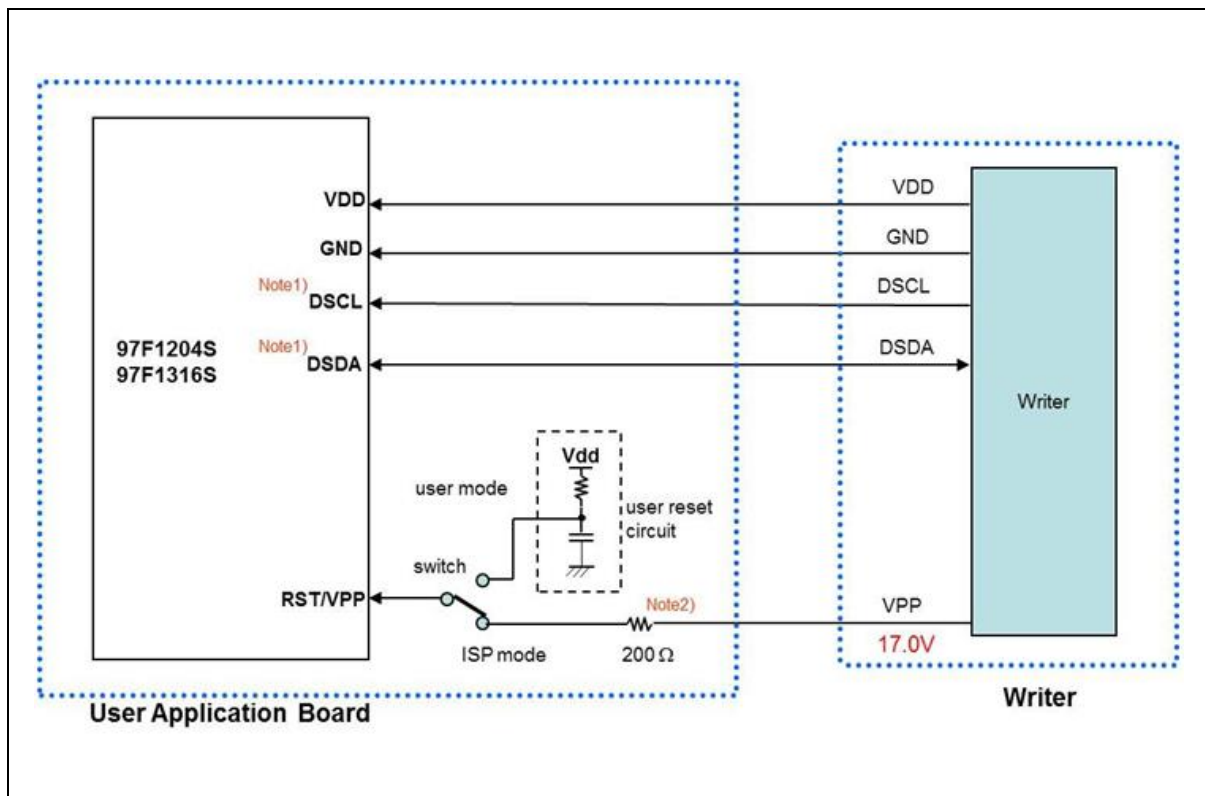 VDD
VDD
GND
GND
Note1)
DSCL
DSCL
97F1204S
97F1316S
Note1)
DSDA
DSDA
Writer
Vdd
user mode
user reset
circuit
switch
RST/VPP
Note2)
VPP
17.0V
ISP mode
200 Ω
User Application Board
Writer